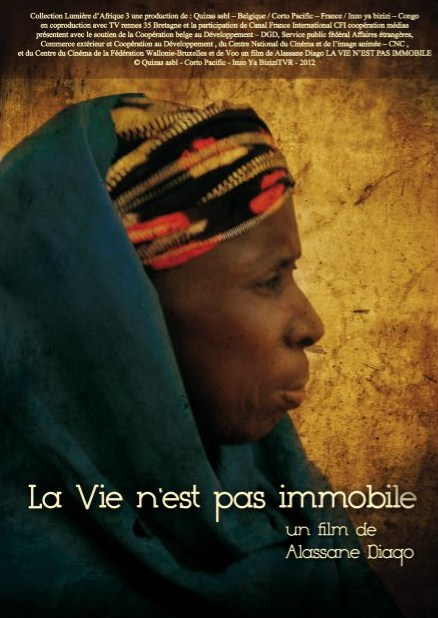 Collection Lumière d'Afrique 3 une production de : Quizas asbl – Belgique / Corto Pacific – France / Inzo ya bizizi – Congo
en coproduction avec TV rennes 35 Bretagne et la participation de Canal France International CFI coopération médias
présentent avec le soutien de la Coopération belge au Développement – DGD, Service public fédéral Affaires étrangères,
Commerce extérieur et Coopération au Développement , du Centre National du Cinéma et de l'image animée – CNC ,
et du Centre du Cinéma de la Fédération Wallonie-Bruxelles et de Voo un film de Alassane Diago LA VIE N'EST PAS IMMOBILE
© Quizas asbl - Corto Pacific - Inzo Ya BiziziTVR - 2012
La Vie n'est pas immobile
un film de
Alassane Diago